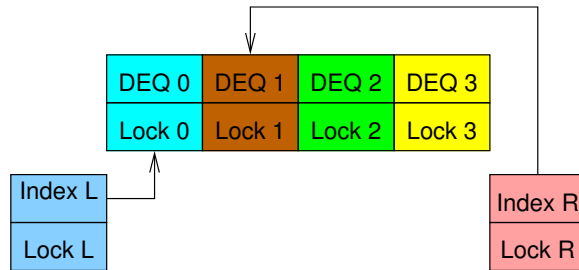 DEQ 0 DEQ 1 DEQ 2 DEQ 3
Lock 0 Lock 1 Lock 2 Lock 3
Index L
Lock L
Index R
Lock R